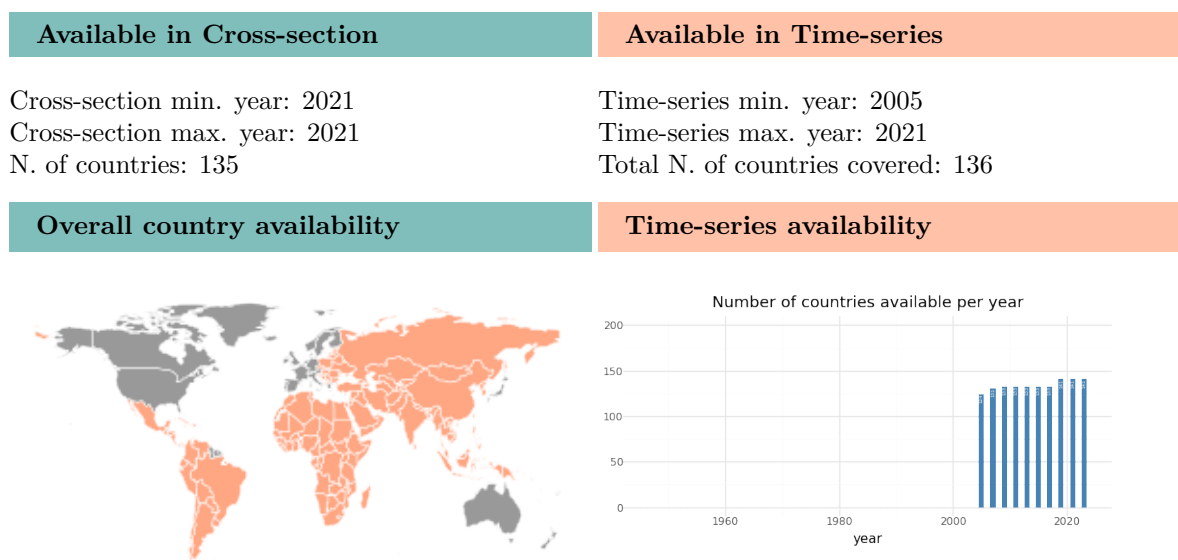 Available in Cross-section
Available in Time-series
Cross-section min. year: 2021
Cross-section max. year: 2021
N. of countries: 135
Time-series min. year: 2005
Time-series max. year: 2021
Total N. of countries covered: 136
Overall country availability
Time-series availability
Number of countries available per year
200
150
100
50
0
1960 1980 2000 2020
year